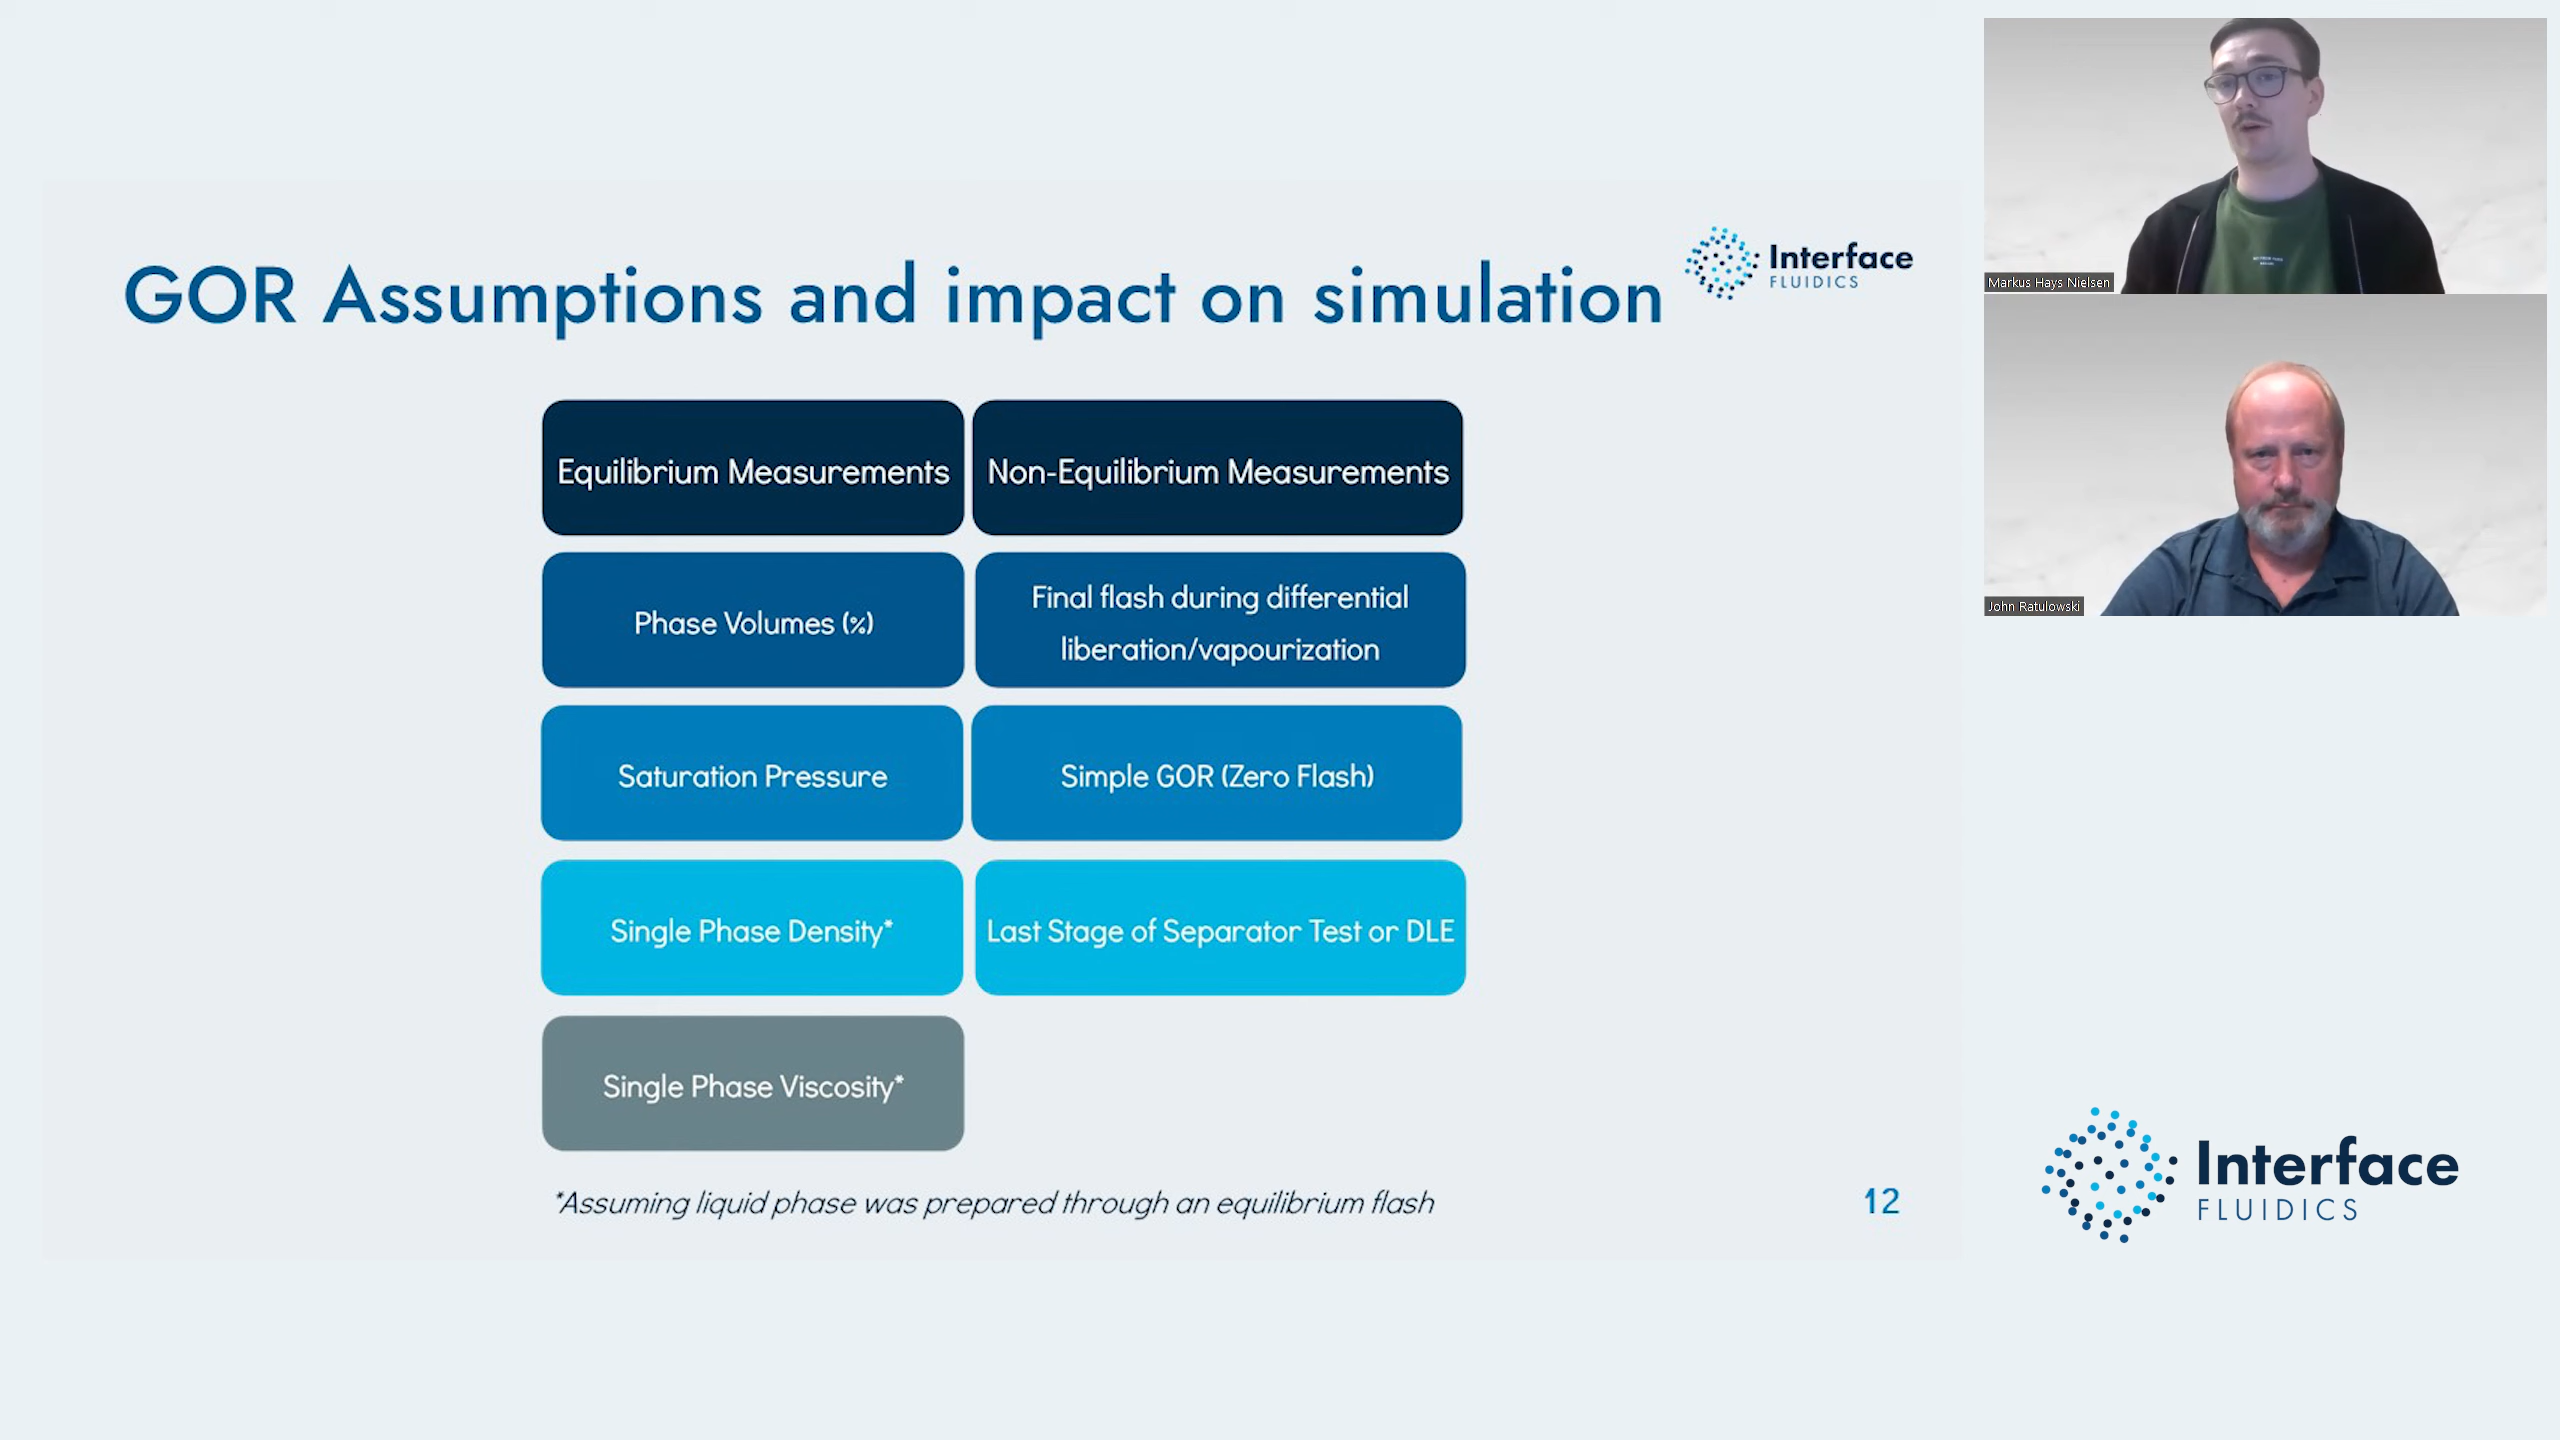 GOR Assumptions and impact on simulation
Interface
FLUIDICS
Equilibrium Measurements
Non-Equilibrium Measurements
Phase Volumes (%)
Final flash during differential
liberation/vapourization
Saturation Pressure
Simple GOR (Zero Flash)
Single Phase Density*
Last Stage of Separator Test or DLE
Single Phase Viscosity*
*Assuming liquid phase was prepared through an equilibrium flash
12
Markus Hays Nielsen
John Ratulowski
Interface
FLUIDICS